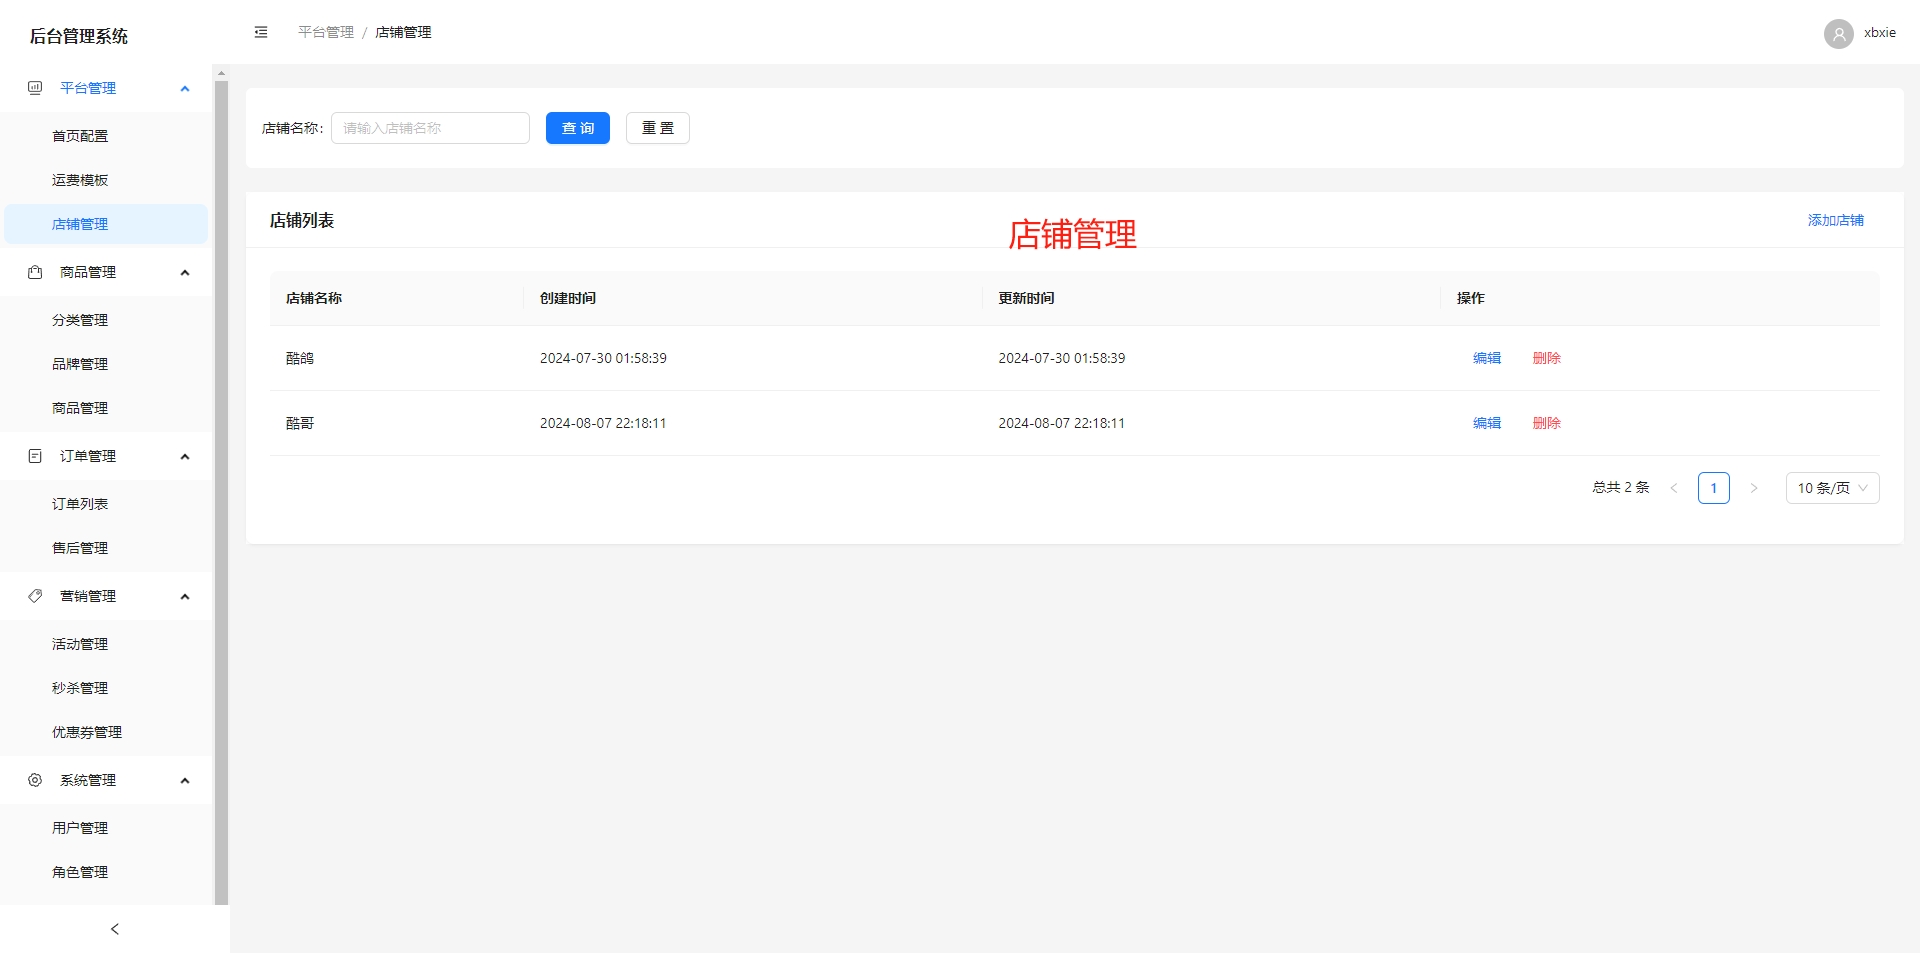 后台管理系统
平台管理 / 店铺管理
xbxie
平台管理
首页配置
运费模板
店铺管理
商品管理
分类管理
品牌管理
商品管理
订单管理
订单列表
售后管理
营销管理
活动管理
秒杀管理
优惠券管理
系统管理
用户管理
角色管理
店铺名称: 请输入店铺名称 查 询 重 置
店铺列表
店铺管理
添加店铺
店铺名称 创建时间 更新时间 操作
酷鸽 2024-07-30 01:58:39 2024-07-30 01:58:39 编辑 删除
酷哥 2024-08-07 22:18:11 2024-08-07 22:18:11 编辑 删除
总共 2 条 < 1 > 10 条/页